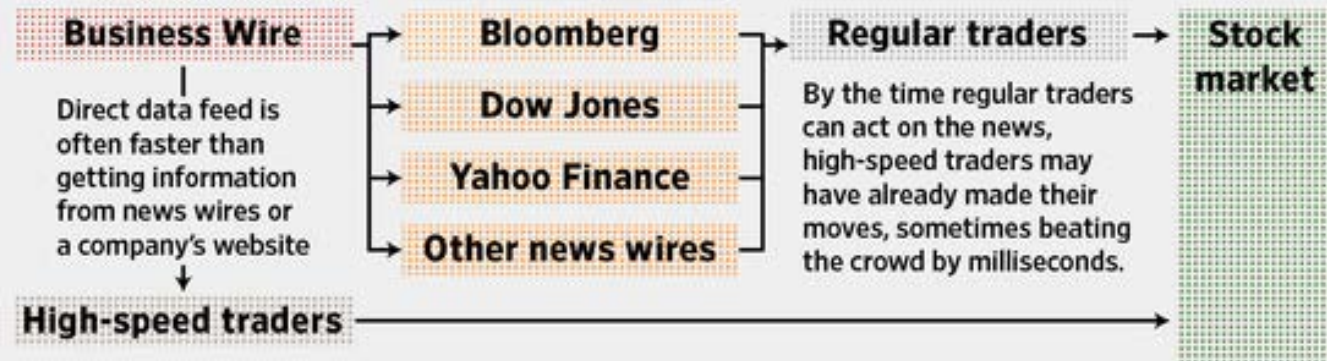 Business Wire
Direct data feed is
often faster than
getting information
from news wires or
a company's website
High-speed traders
Bloomberg
Dow Jones
Yahoo Finance
Other news wires
Regular traders
By the time regular traders
can act on the news,
high-speed traders may
have already made their
moves, sometimes beating
the crowd by milliseconds.
Stock
market